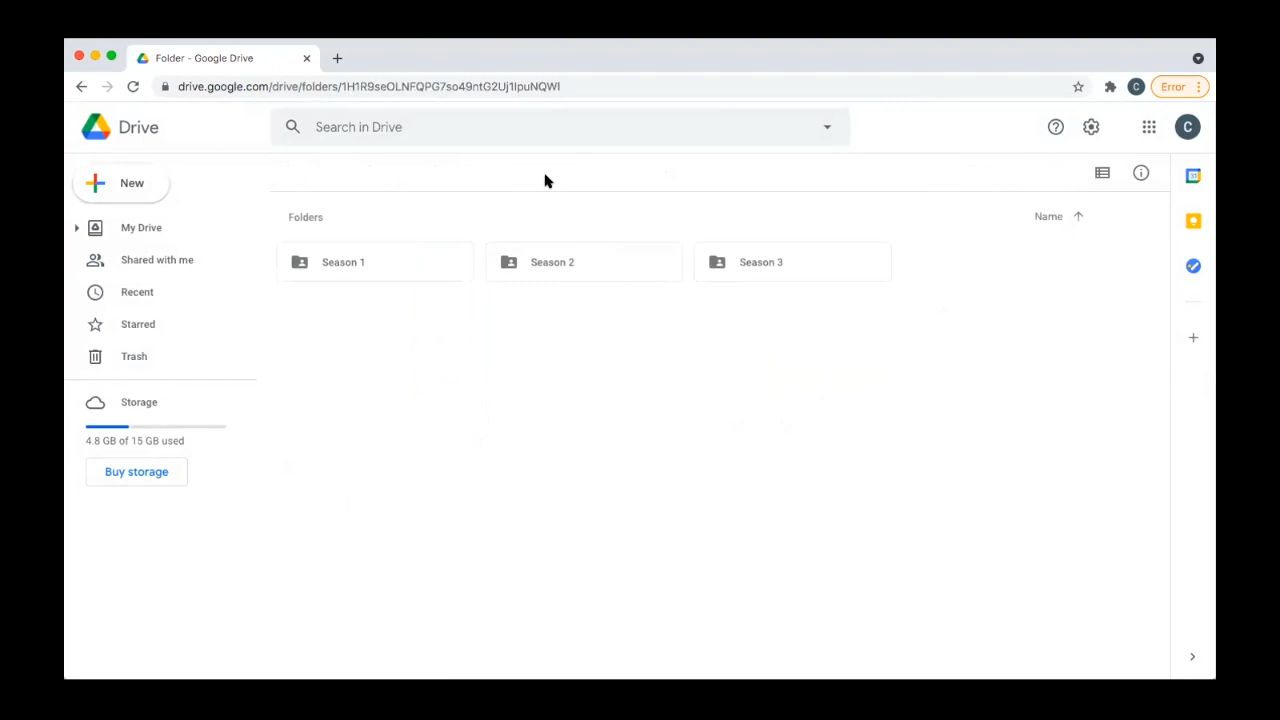 Folder - Google Drive
drive.google.com/drive/folders/1H1R9seOLNFQPG7so49ntG2Uj1lpuNQWl
C
Error
Drive
Search in Drive
C
New
Folders
Name
My Drive
Season 1
Season 2
Season 3
Shared with me
Recent
Starred
Trash
Storage
4.8 GB of 15 GB used
Buy storage
31